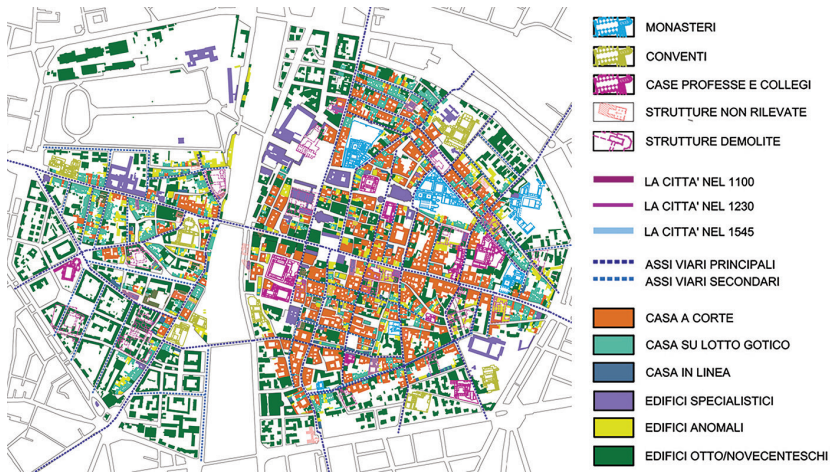 MONASTERI
CONVENTI
CASE PROFESSE E COLLEGI
STRUTTURE NON RILEVATE
STRUTTURE DEMOLITE
LA CITTA' NEL 1100
LA CITTA' NEL 1230
LA CITTA' NEL 1545
ASSI VIARI PRINCIPALI
ASSI VIARI SECONDARI
CASA A CORTE
CASA SU LOTTO GOTICO
CASA IN LINEA
EDIFICI SPECIALISTICI
EDIFICI ANOMALI
EDIFICI OTTO/NOVECENTESCHI